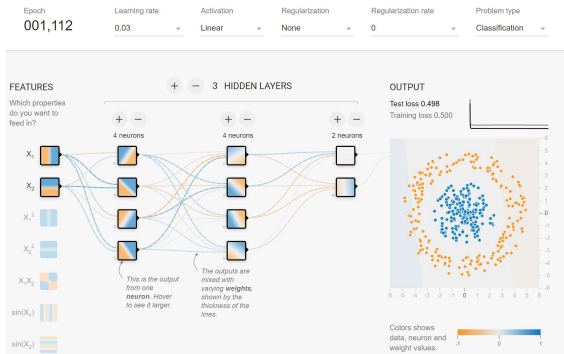 Epoch
001,112
Learning rate
0.03
Activation
Linear
Regularization
None
Regularization rate
0
Problem type
Classification
FEATURES
Which properties
do you want to
feed in?
X1
X2
X1²
X2²
X1X2
sin(X1)
sin(X2)
+ − 3 HIDDEN LAYERS
+ −
4 neurons
+ −
4 neurons
+ −
2 neurons
This is the output
from one
neuron. Hover
to see it larger.
The outputs are
mixed with
varying weights,
shown by the
thickness of the
lines.
OUTPUT
Test loss 0.498
Training loss 0.500
6
5
4
3
2
1
0
-1
-2
-3
-4
-5
-6
-6 -5 -4 -3 -2 -1 0 1 2 3 4 5 6
Colors shows
data, neuron and
weight values.
-1 0 1